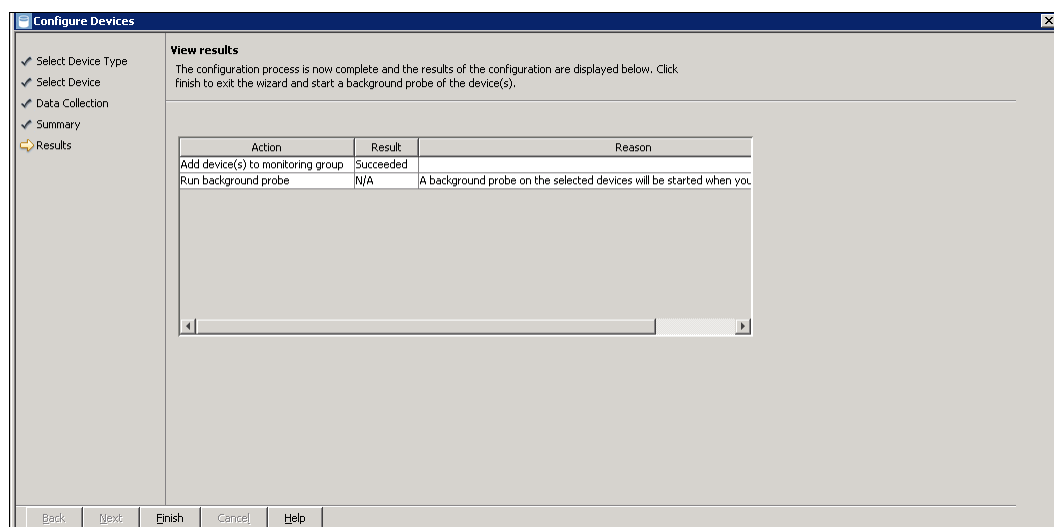 Configure Devices
Select Device Type
Select Device
Data Collection
Summary
Results
View results
The configuration process is now complete and the results of the configuration are displayed below. Click
finish to exit the wizard and start a background probe of the device(s).
Action Result Reason
Add device(s) to monitoring group Succeeded
Run background probe N/A A background probe on the selected devices will be started when you
Back Next Finish Cancel Help